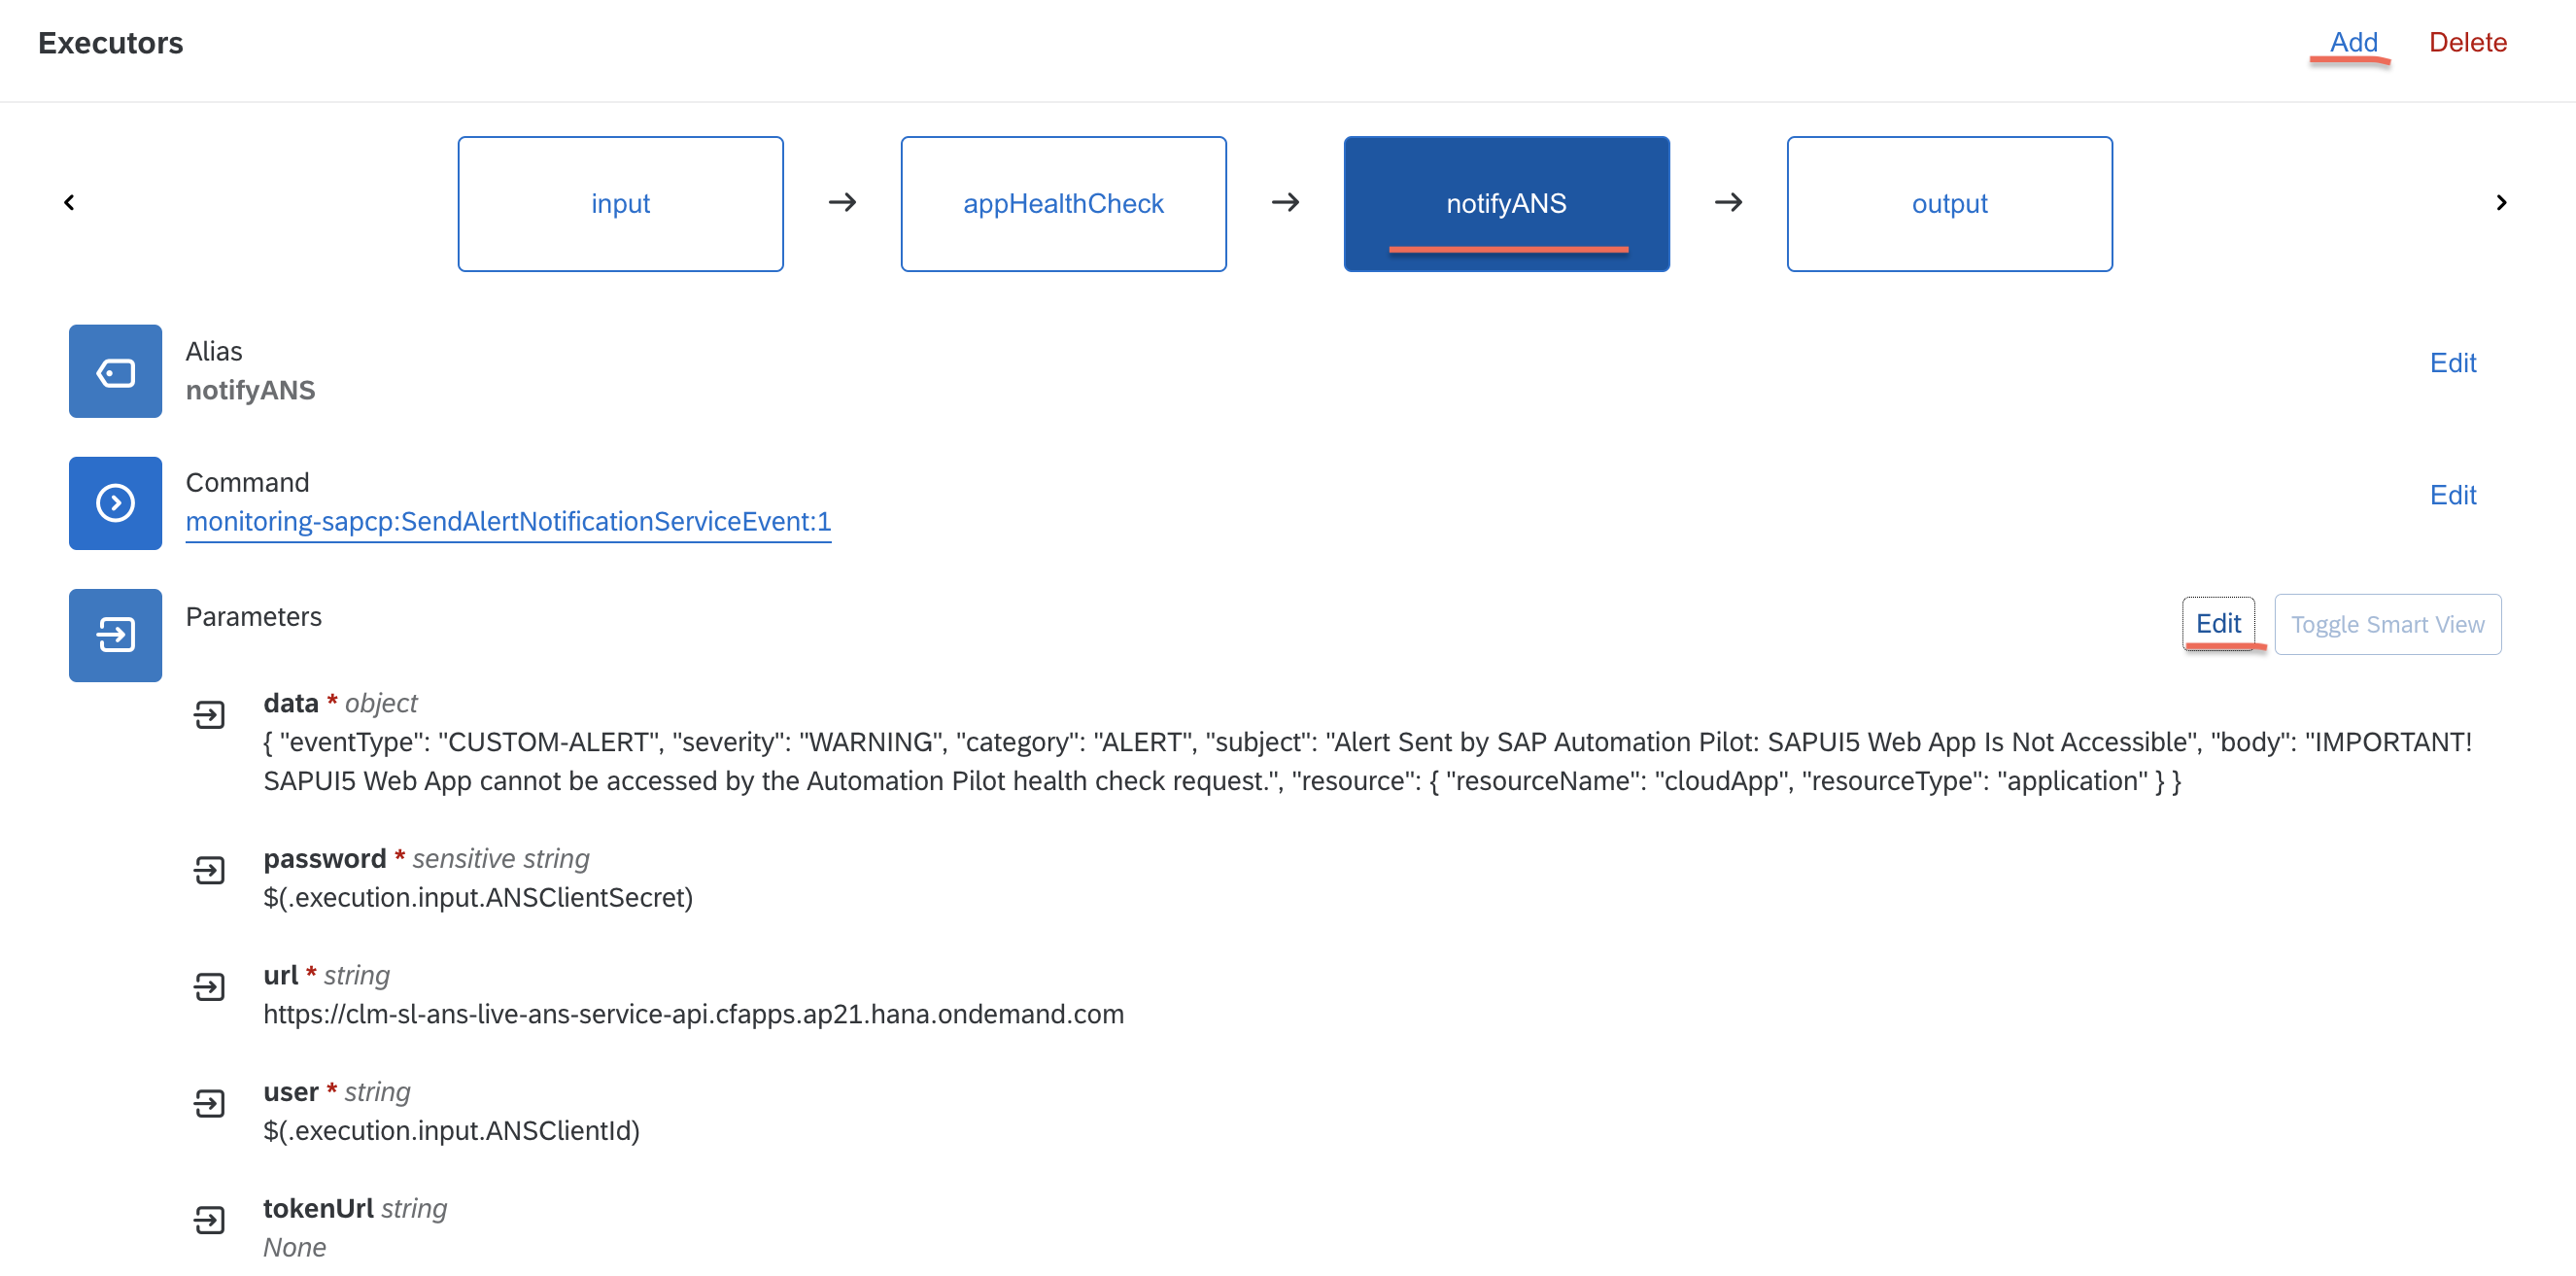 Executors
Add Delete
input
appHealthCheck
notifyANS
output
Alias
notifyANS
Edit
Command
monitoring-sapcp:SendAlertNotificationServiceEvent:1
Edit
Parameters
Edit
Toggle Smart View
data * object
{ "eventType": "CUSTOM-ALERT", "severity": "WARNING", "category": "ALERT", "subject": "Alert Sent by SAP Automation Pilot: SAPUI5 Web App Is Not Accessible", "body": "IMPORTANT!
SAPUI5 Web App cannot be accessed by the Automation Pilot health check request.", "resource": { "resourceName": "cloudApp", "resourceType": "application" } }
password * sensitive string
$(.execution.input.ANSClientSecret)
url * string
https://clm-sl-ans-live-ans-service-api.cfapps.ap21.hana.ondemand.com
user * string
$(.execution.input.ANSClientId)
tokenUrl string
None